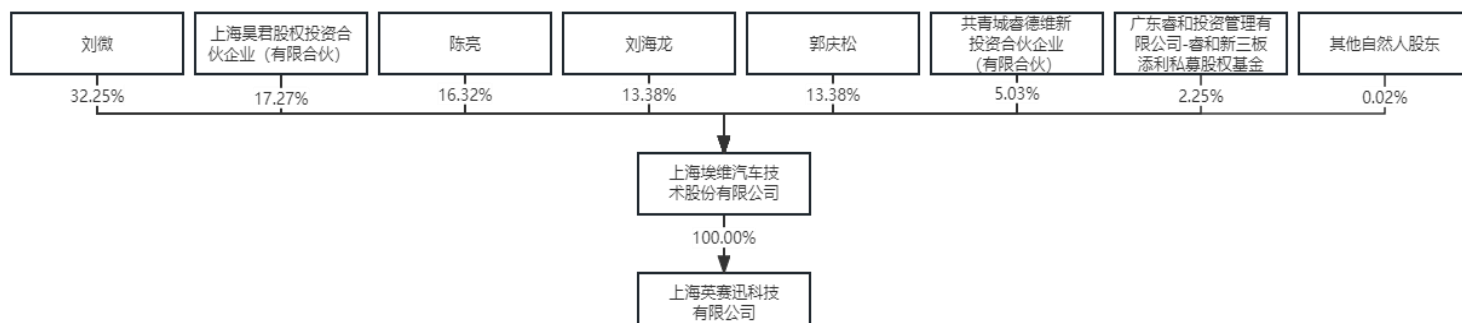 刘微
上海昊君股权投资合
伙企业（有限合伙）
陈亮
刘海龙
郭庆松
共青城睿德维新
投资合伙企业
（有限合伙）
广东睿和投资管理有
限公司-睿和新三板
添利私募股权基金
其他自然人股东
32.25%
17.27%
16.32%
13.38%
13.38%
5.03%
2.25%
0.02%
上海埃维汽车技
术股份有限公司
100.00%
上海英赛迅科技
有限公司